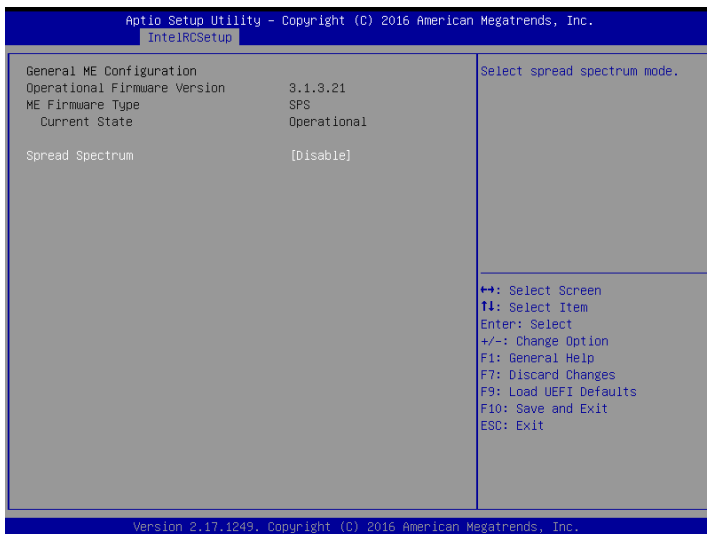 Aptio Setup Utility – Copyright (C) 2016 American Megatrends, Inc.
IntelRCSetup
General ME Configuration
Operational Firmware Version 3.1.3.21
ME Firmware Type SPS
Current State Operational
Spread Spectrum [Disable]
Select spread spectrum mode.
↔: Select Screen
↑↓: Select Item
Enter: Select
+/-: Change Option
F1: General Help
F7: Discard Changes
F9: Load UEFI Defaults
F10: Save and Exit
ESC: Exit
Version 2.17.1249. Copyright (C) 2016 American Megatrends, Inc.